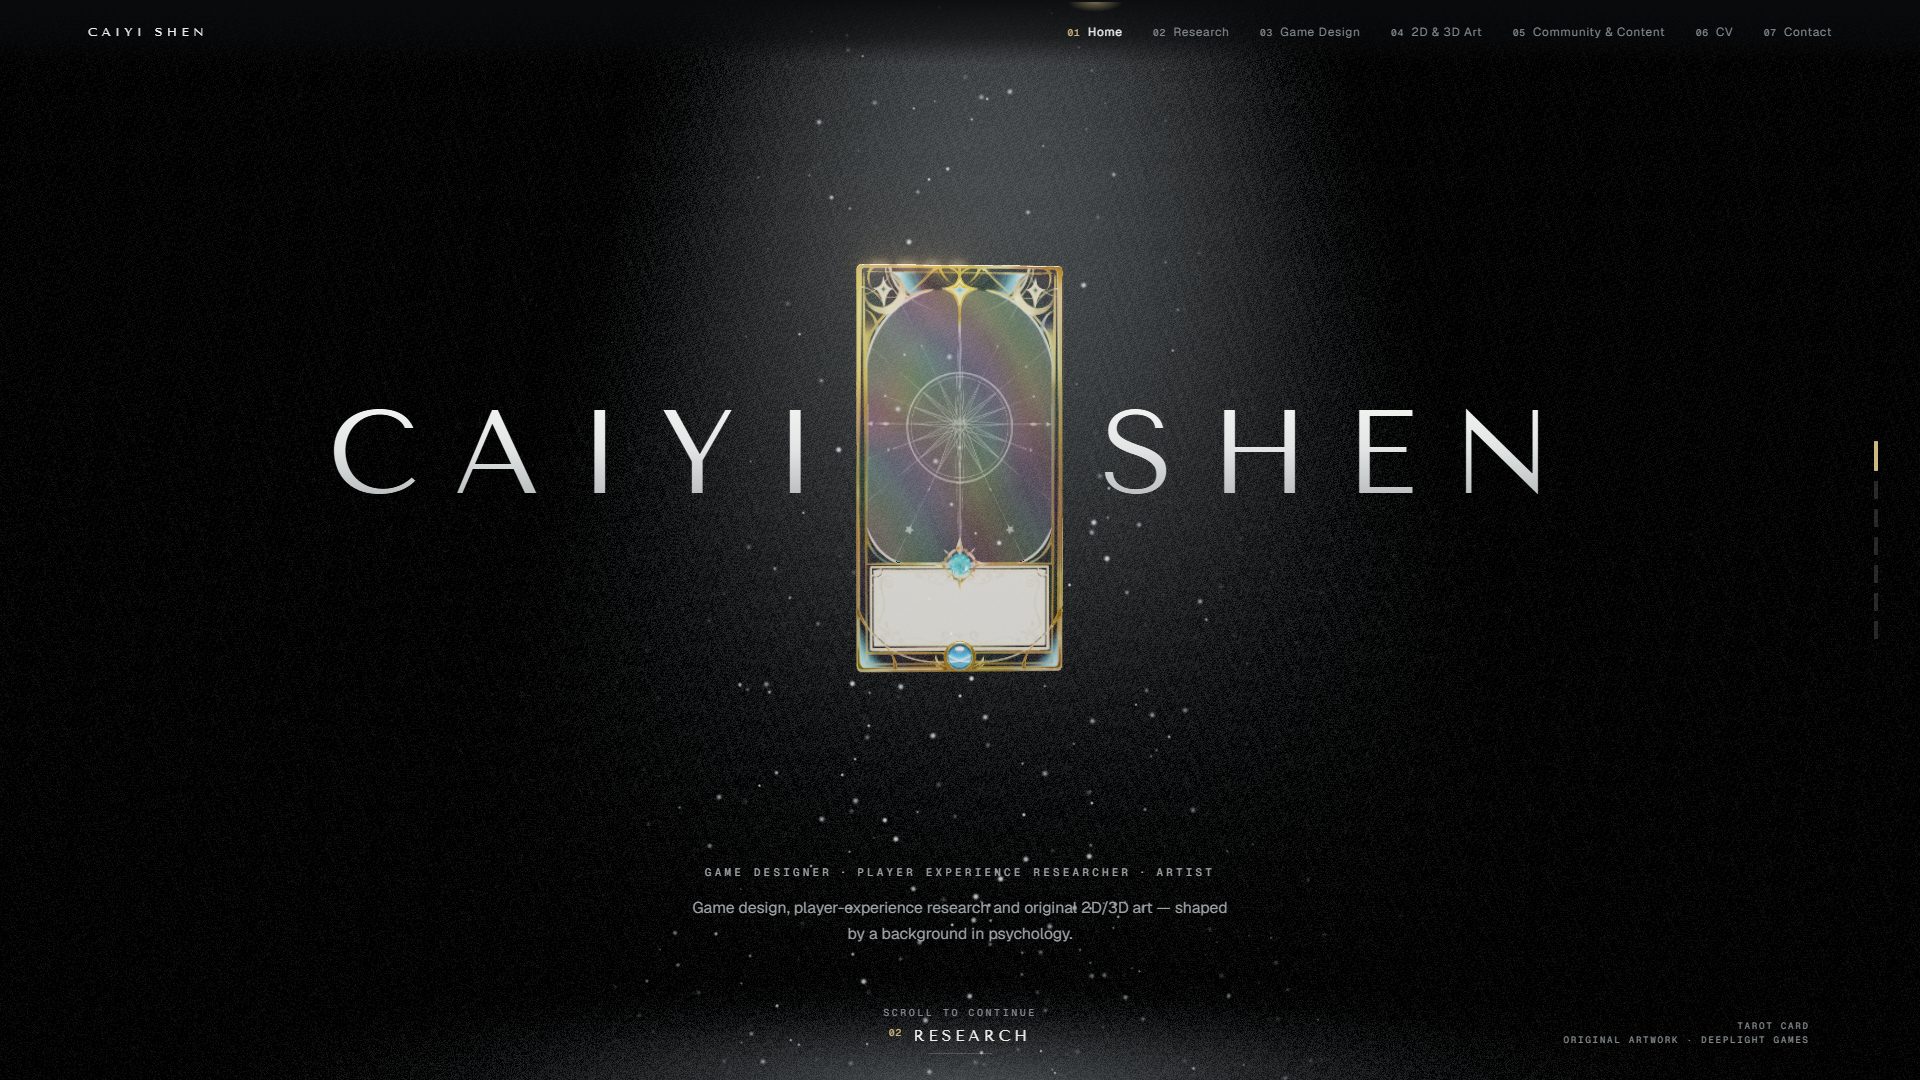 CAIYI SHEN
01 Home 02 Research 03 Game Design 04 2D & 3D Art 05 Community & Content 06 CV 07 Contact
CAIYI SHEN
GAME DESIGNER · PLAYER EXPERIENCE RESEARCHER · ARTIST
Game design, player-experience research and original 2D/3D art — shaped
by a background in psychology.
SCROLL TO CONTINUE
02 RESEARCH
TAROT CARD
ORIGINAL ARTWORK · DEEPLIGHT GAMES